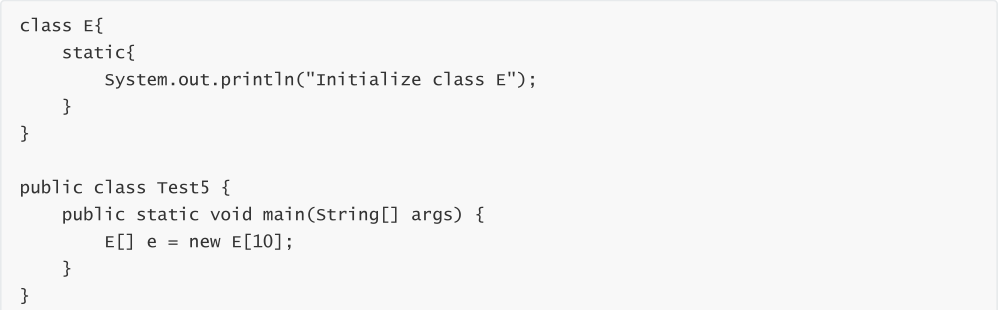 class E{
    static{
        System.out.println("Initialize class E");
    }
}

public class Test5 {
    public static void main(String[] args) {
        E[] e = new E[10];
    }
}